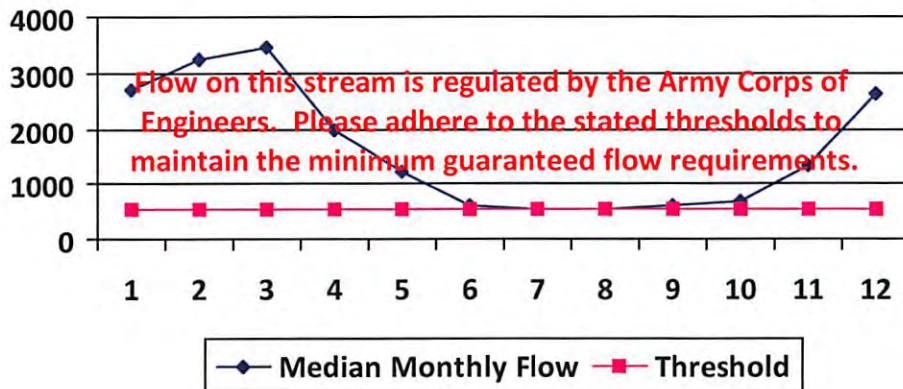 4000
3000
2000
1000
0
Flow on this stream is regulated by the Army Corps of
Engineers. Please adhere to the stated thresholds to
maintain the minimum guaranteed flow requirements.
1 2 3 4 5 6 7 8 9 10 11 12
Median Monthly Flow Threshold